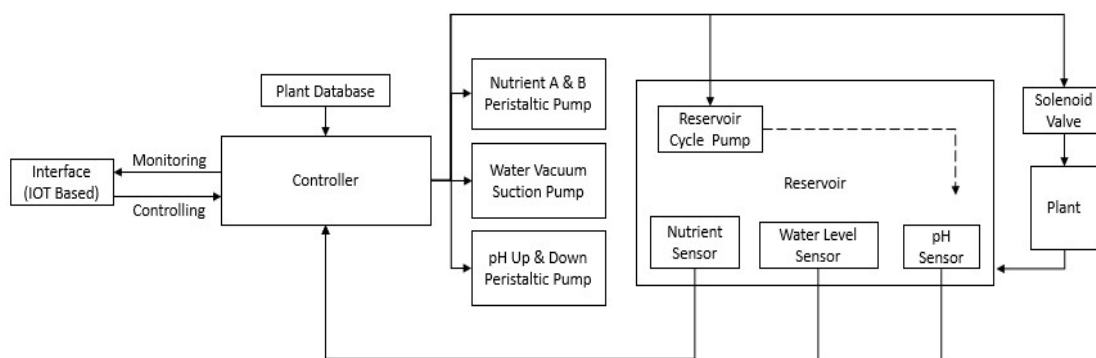 Plant Database
Interface
(IOT Based)
Monitoring
Controlling
Controller
Nutrient A & B
Peristaltic Pump
Water Vacuum
Suction Pump
pH Up & Down
Peristaltic Pump
Reservoir
Cycle Pump
Reservoir
Nutrient
Sensor
Water Level
Sensor
pH
Sensor
Solenoid
Valve
Plant